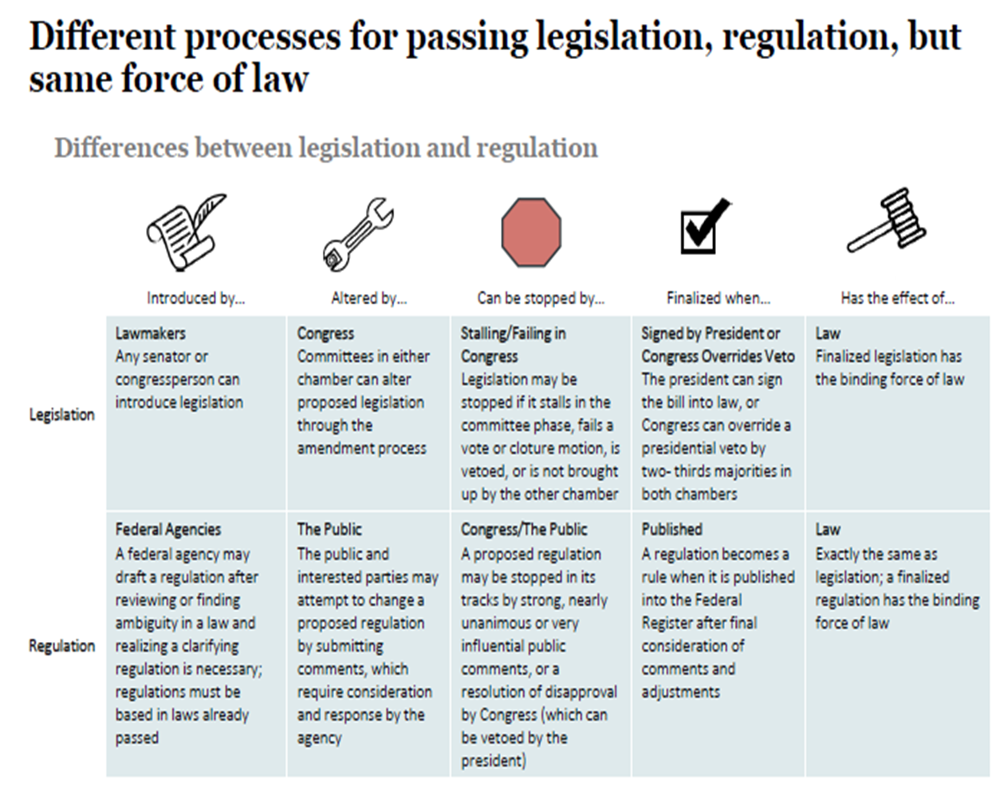 Different processes for passing legislation, regulation, but
same force of law
Differences between legislation and regulation
Introduced by...
Altered by...
Can be stopped by...
Finalized when...
Has the effect of...
Legislation
Lawmakers
Any senator or
congressperson can
introduce legislation
Congress
Committees in either
chamber can alter
proposed legislation
through the
amendment process
Stalling/Failing in
Congress
Legislation may be
stopped if it stalls in the
committee phase, fails a
vote or cloture motion, is
vetoed, or is not brought
up by the other chamber
Signed by President or
Congress Overrides Veto
The president can sign
the bill into law, or
Congress can override a
presidential veto by
two- thirds majorities in
both chambers
Law
Finalized legislation has
the binding force of law
Regulation
Federal Agencies
A federal agency may
draft a regulation after
reviewing or finding
ambiguity in a law and
realizing a clarifying
regulation is necessary;
regulations must be
based in laws already
passed
The Public
The public and
interested parties may
attempt to change a
proposed regulation
by submitting
comments, which
require consideration
and response by the
agency
Congress/The Public
A proposed regulation
may be stopped in its
tracks by strong, nearly
unanimous or very
influential public
comments, or a
resolution of disapproval
by Congress (which can
be vetoed by the
president)
Published
A regulation becomes a
rule when it is published
into the Federal
Register after final
consideration of
comments and
adjustments
Law
Exactly the same as
legislation; a finalized
regulation has the binding
force of law